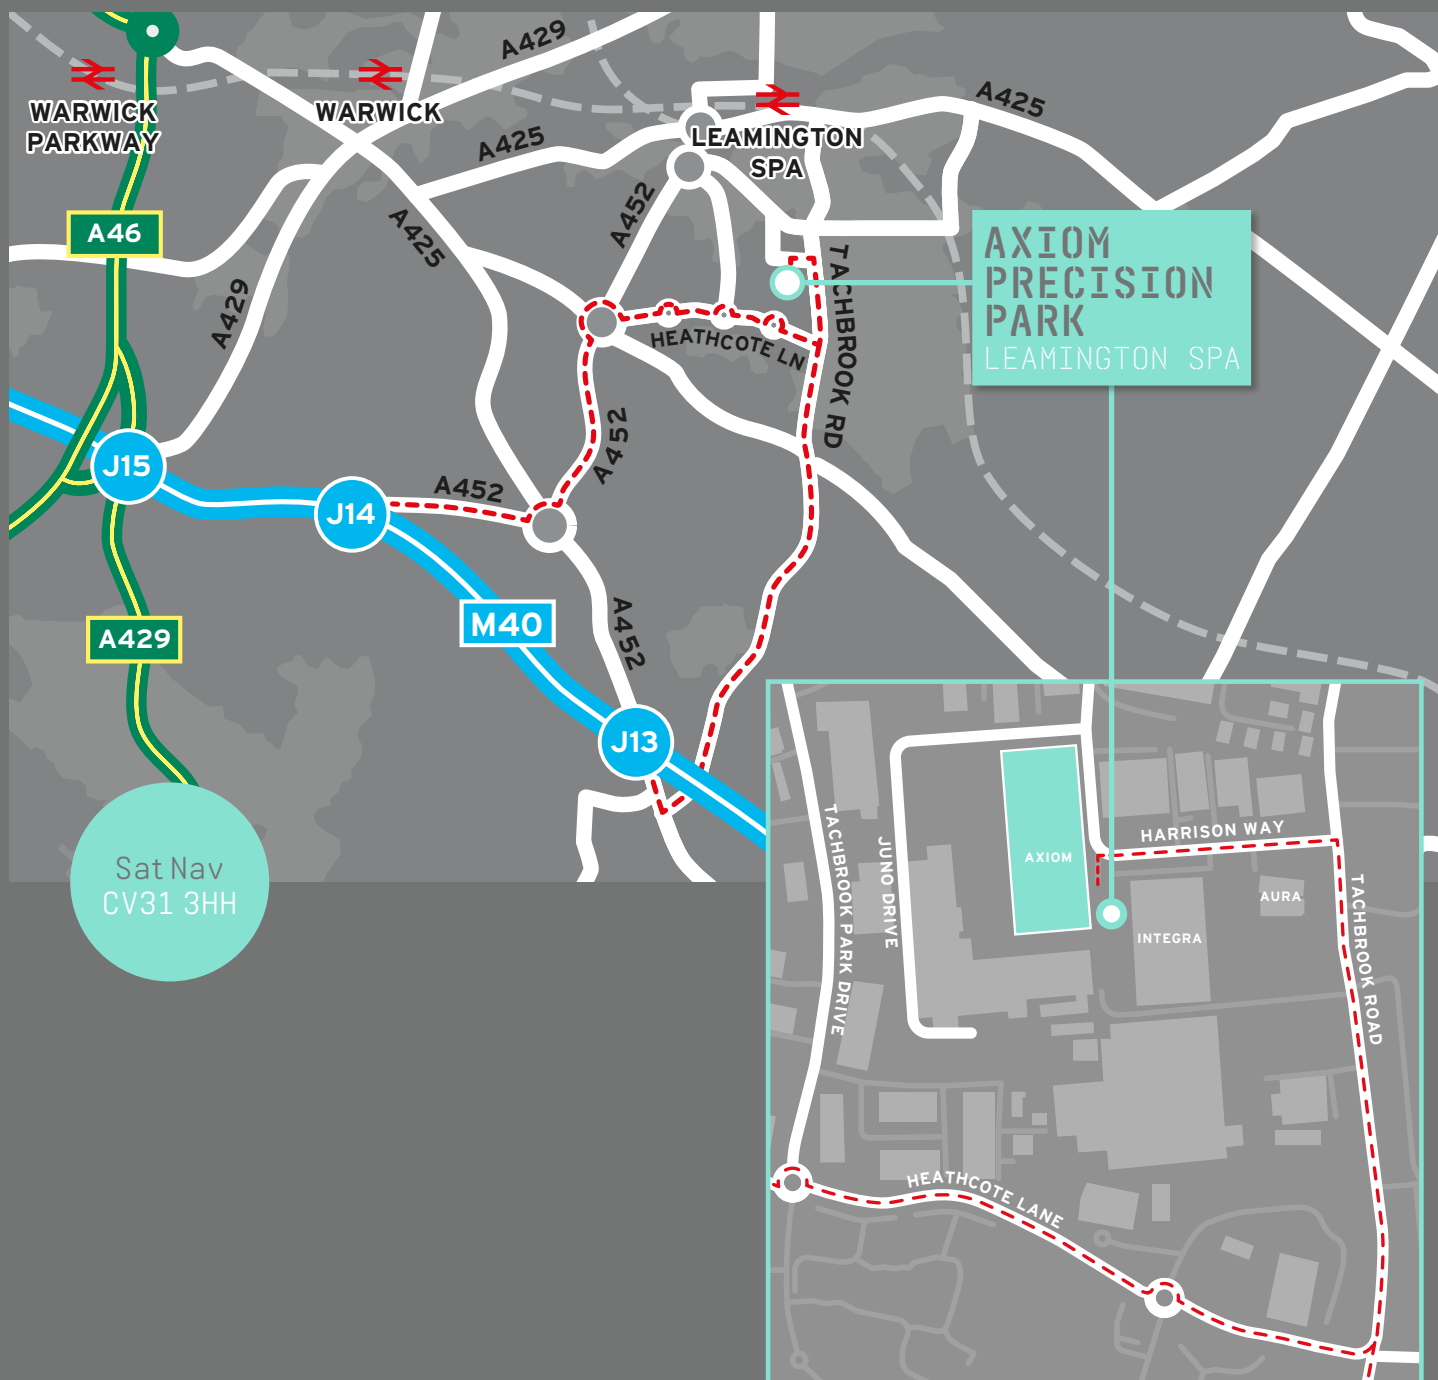 A429
WARWICK
PARKWAY
WARWICK
A425
A425
LEAMINGTON
SPA
A452
A46
A425
A429
TACHBROOK RD
AXIOM
PRECISION
PARK
LEAMINGTON SPA
HEATHCOTE LN
A452
J15
A452
J14
M40
A452
A429
J13
Sat Nav
CV31 3HH
TACHBROOK PARK DRIVE
JUNO DRIVE
AXIOM
HARRISON WAY
AURA
INTEGRA
TACHBROOK ROAD
HEATHCOTE LANE